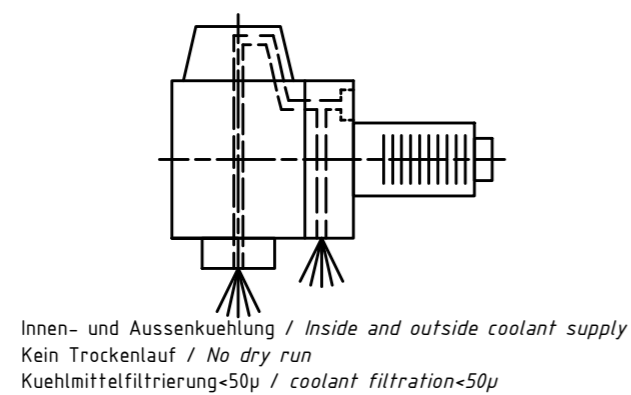 Innen- und Aussenkuehlung / Inside and outside coolant supply
Kein Trockenlauf / No dry run
Kuehlmittelfiltrierung<50µ / coolant filtration<50µ